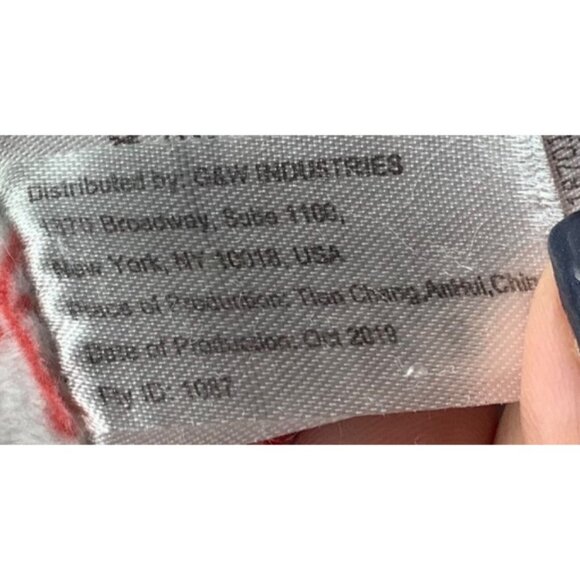 Distributed by: C&W INDUSTRIES
1370 Broadway, Suite 1100,
New York, NY 10018, USA
Place of Production: Tian Chang,AnHui,China
Date of Production: Oct 2019
Fty ID: 1087